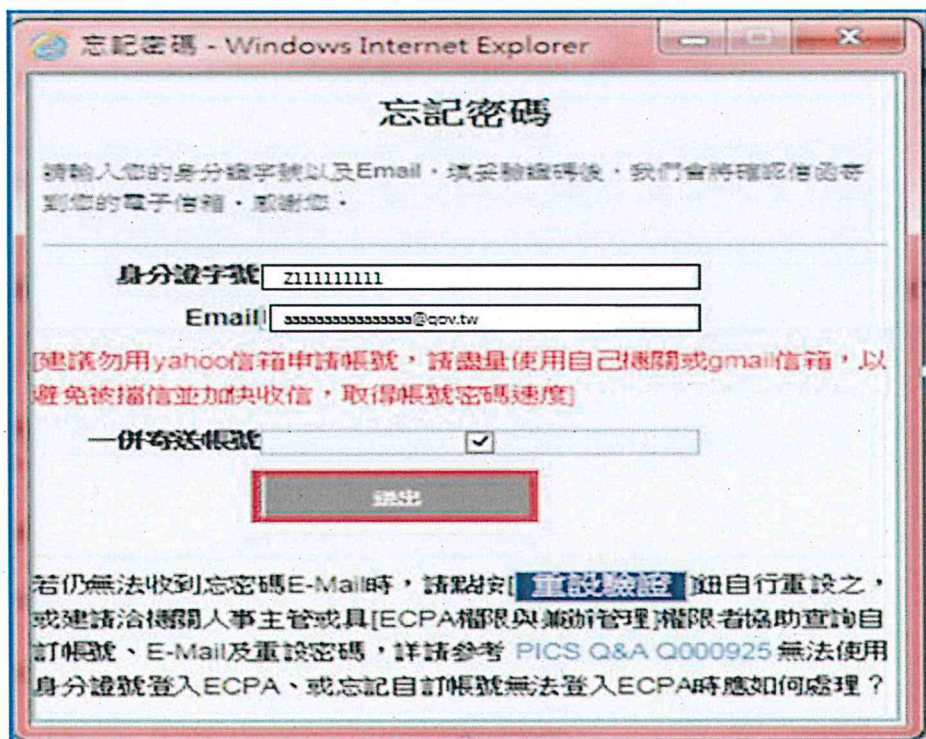 忘記密碼 - Windows Internet Explorer
忘記密碼
請輸入您的身分證字號以及Email，填妥驗證碼後，我們會將確認信函寄
到您的電子信箱。感謝您。
身分證字號 Z111111111
Email aaaaaaaaaaaaaaaa@gov.tw
[建議勿用yahoo信箱申請帳號，請盡量使用自己機關或gmail信箱，以
避免被擋信並加快收信，取得帳號密碼速度]
一併寄送帳號
送出
若仍無法收到忘密碼E-Mail時，請點按[ 重設驗證 ]鈕自行重設之，
或建請洽機關人事主管或具[ECPA權限與兼辦管理]權限者協助查詢自
訂帳號、E-Mail及重設密碼，詳請參考 PICS Q&A Q000925 無法使用
身分證號登入ECPA、或忘記自訂帳號無法登入ECPA時應如何處理？